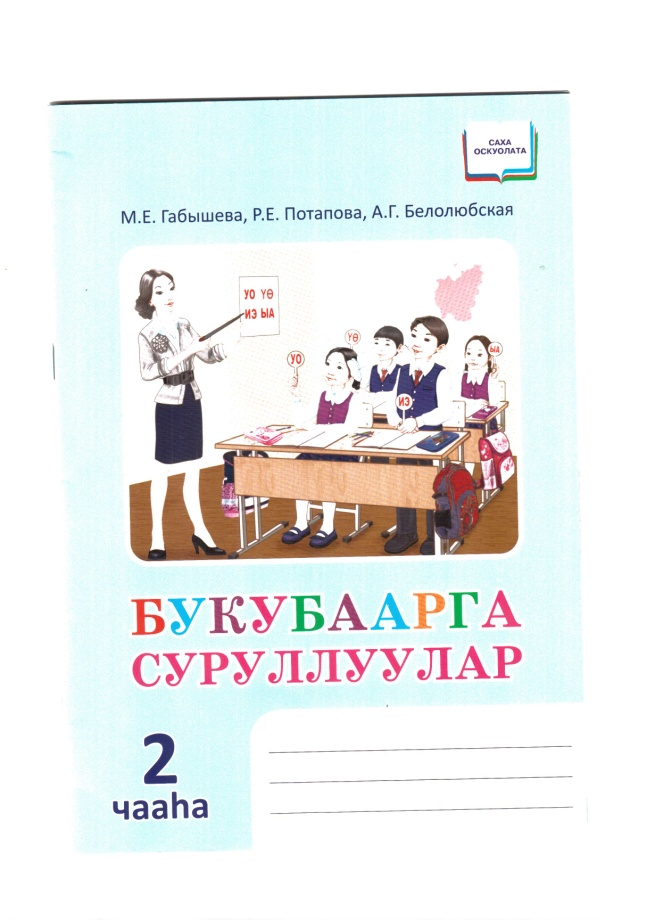 САХА
ОСКУОЛАТА
М.Е. Габышева, Р.Е. Потапова, А.Г. Белолюбская
УО ҮӨ
ИЭ ЫА
УО
ҮӨ
ЫА
ИЭ
БУКУБААРГА
СУРУЛЛУУЛАР
2
чааһа